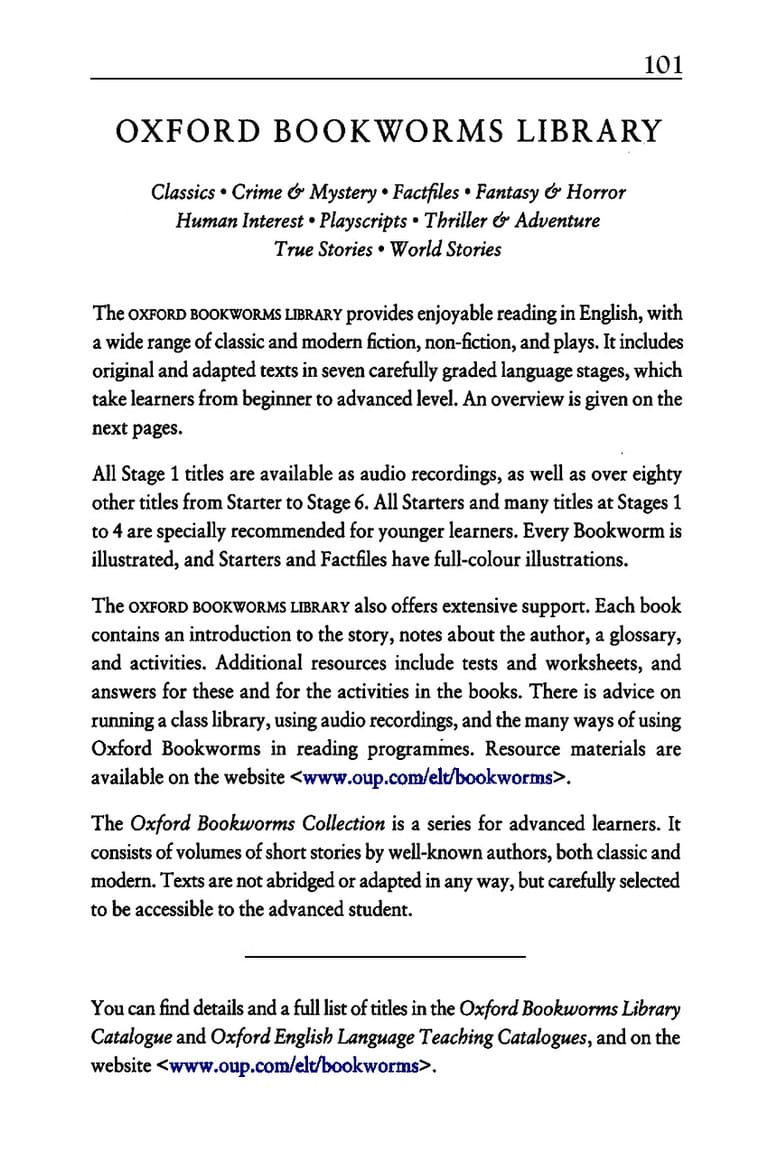 101
OXFORD BOOKWORMS LIBRARY
Classics • Crime & Mystery • Factfiles • Fantasy & Horror
Human Interest • Playscripts • Thriller & Adventure
True Stories • World Stories
The OXFORD BOOKWORMS LIBRARY provides enjoyable reading in English, with
a wide range of classic and modern fiction, non-fiction, and plays. It includes
original and adapted texts in seven carefully graded language stages, which
take learners from beginner to advanced level. An overview is given on the
next pages.
All Stage 1 titles are available as audio recordings, as well as over eighty
other titles from Starter to Stage 6. All Starters and many titles at Stages 1
to 4 are specially recommended for younger learners. Every Bookworm is
illustrated, and Starters and Factfiles have full-colour illustrations.
The OXFORD BOOKWORMS LIBRARY also offers extensive support. Each book
contains an introduction to the story, notes about the author, a glossary,
and activities. Additional resources include tests and worksheets, and
answers for these and for the activities in the books. There is advice on
running a class library, using audio recordings, and the many ways of using
Oxford Bookworms in reading programmes. Resource materials are
available on the website <www.oup.com/elt/bookworms>.
The Oxford Bookworms Collection is a series for advanced learners. It
consists of volumes of short stories by well-known authors, both classic and
modern. Texts are not abridged or adapted in any way, but carefully selected
to be accessible to the advanced student.
You can find details and a full list of titles in the Oxford Bookworms Library
Catalogue and Oxford English Language Teaching Catalogues, and on the
website <www.oup.com/elt/bookworms>.